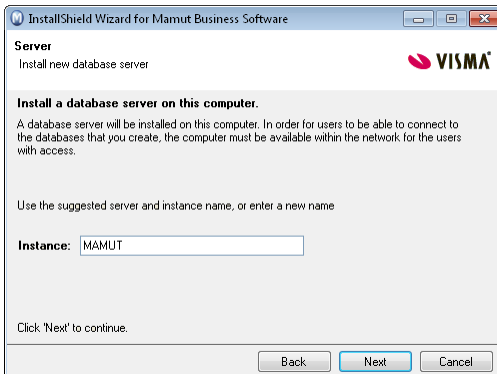 InstallShield Wizard for Mamut Business Software
Server
Install new database server
VISMA
Install a database server on this computer.
A database server will be installed on this computer. In order for users to be able to connect to
the databases that you create, the computer must be available within the network for the users
with access.
Use the suggested server and instance name, or enter a new name
Instance: MAMUT
Click 'Next' to continue.
Back Next Cancel